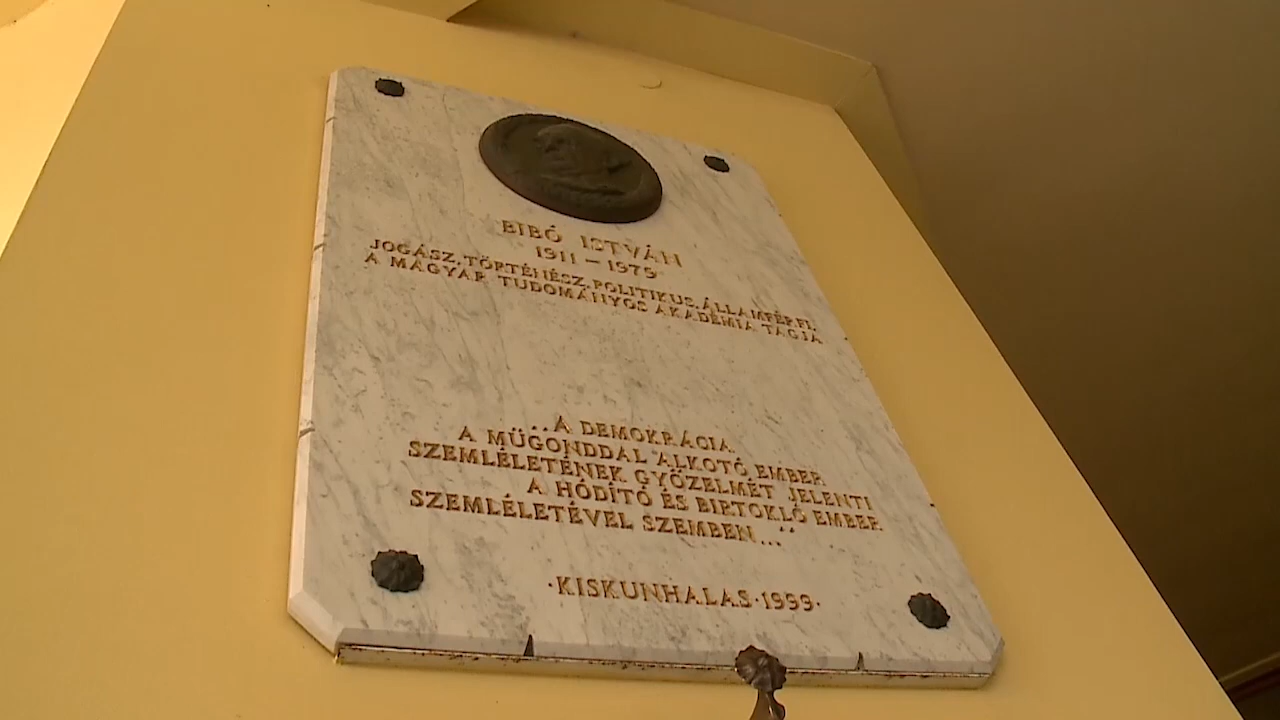 BIBÓ ISTVÁN
1911 – 1979
JOGÁSZ, TÖRTÉNÉSZ, POLITIKUS, ÁLLAMFÉRFI,
A MAGYAR TUDOMÁNYOS AKADÉMIA TAGJA
„A DEMOKRÁCIA
A MŰGONDDAL ALKOTÓ EMBER
SZEMLÉLETÉNEK GYŐZELMÉT JELENTI
A HÓDÍTÓ ÉS BIRTOKLÓ EMBER
SZEMLÉLETÉVEL SZEMBEN..."
·KISKUNHALAS·1999·